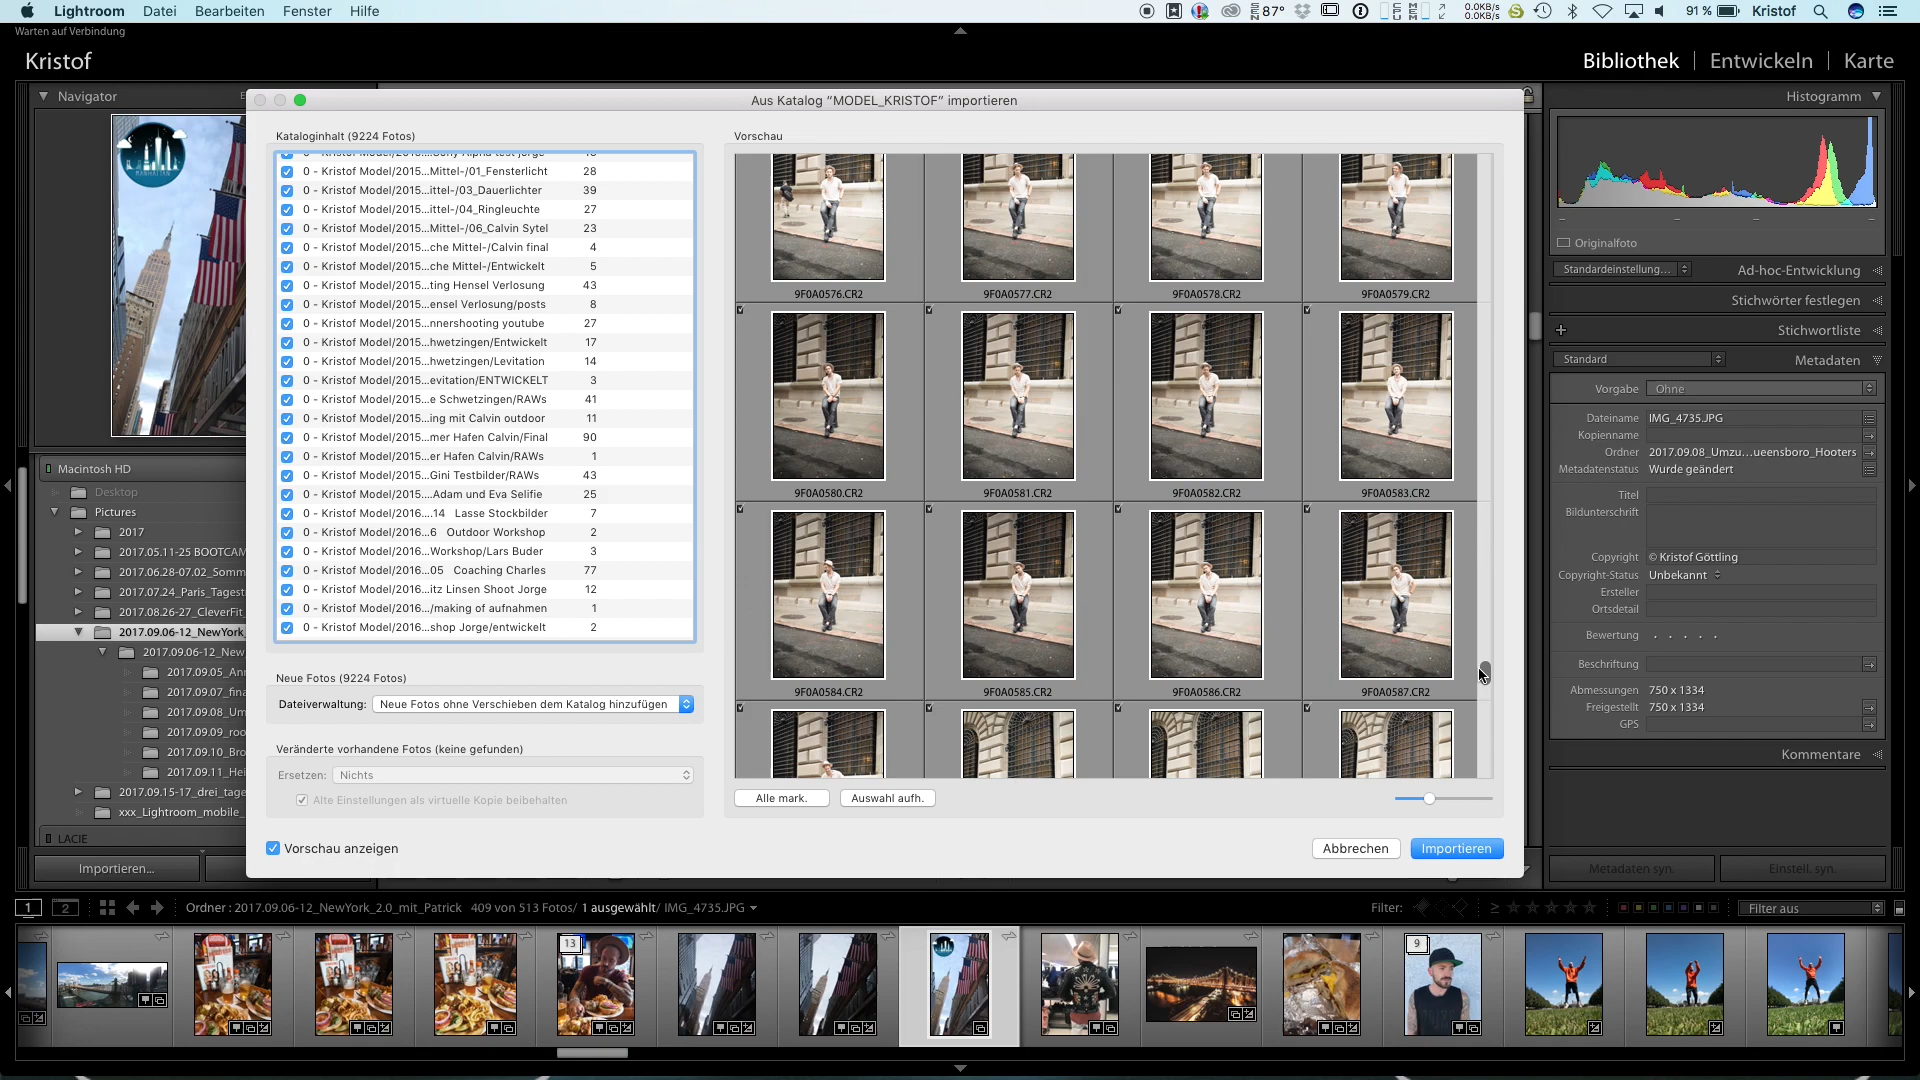 Lightroom Datei Bearbeiten Fenster Hilfe
87° 0.0KB/s 0.0KB/s 91 % Kristof
Warten auf Verbindung
Kristof
Bibliothek | Entwickeln | Karte
Navigator
Histogramm
Aus Katalog “MODEL_KRISTOF” importieren
Kataloginhalt (9224 Fotos)
0 - Kristof Model/2015...Mittel-/01_Fensterlicht 28
0 - Kristof Model/2015...ittel-/03_Dauerlichter 39
0 - Kristof Model/2015...ittel-/04_Ringleuchte 27
0 - Kristof Model/2015...Mittel-/06_Calvin Sytel 23
0 - Kristof Model/2015...che Mittel-/Calvin final 4
0 - Kristof Model/2015...che Mittel-/Entwickelt 5
0 - Kristof Model/2015...ting Hensel Verlosung 43
0 - Kristof Model/2015...ensel Verlosung/posts 8
0 - Kristof Model/2015...nnershooting youtube 27
0 - Kristof Model/2015...hwetzingen/Entwickelt 17
0 - Kristof Model/2015...hwetzingen/Levitation 14
0 - Kristof Model/2015...evitation/ENTWICKELT 3
0 - Kristof Model/2015...e Schwetzingen/RAWs 41
0 - Kristof Model/2015...ing mit Calvin outdoor 11
0 - Kristof Model/2015...mer Hafen Calvin/Final 90
0 - Kristof Model/2015...er Hafen Calvin/RAWs 1
0 - Kristof Model/2015...Gini Testbilder/RAWs 43
0 - Kristof Model/2015....Adam und Eva Selifie 25
0 - Kristof Model/2016....14 Lasse Stockbilder 7
0 - Kristof Model/2016...6 Outdoor Workshop 2
0 - Kristof Model/2016...Workshop/Lars Buder 3
0 - Kristof Model/2016...05 Coaching Charles 77
0 - Kristof Model/2016...itz Linsen Shoot Jorge 12
0 - Kristof Model/2016.../making of aufnahmen 1
0 - Kristof Model/2016...shop Jorge/entwickelt 2
Neue Fotos (9224 Fotos)
Dateiverwaltung: Neue Fotos ohne Verschieben dem Katalog hinzufügen
Veränderte vorhandene Fotos (keine gefunden)
Ersetzen: Nichts
Alte Einstellungen als virtuelle Kopie beibehalten
Vorschau anzeigen
Vorschau
9F0A0576.CR2 9F0A0577.CR2 9F0A0578.CR2 9F0A0579.CR2
9F0A0580.CR2 9F0A0581.CR2 9F0A0582.CR2 9F0A0583.CR2
9F0A0584.CR2 9F0A0585.CR2 9F0A0586.CR2 9F0A0587.CR2
Alle mark. Auswahl aufh.
Abbrechen Importieren
MANHATTAN
Macintosh HD
Desktop
Pictures
2017
2017.05.11-25 BOOTCAM
2017.06.28-07.02_Somm
2017.07.24_Paris_Tagest
2017.08.26-27_CleverFit
2017.09.06-12_NewYork_
2017.09.06-12_New
2017.09.05_Ani
2017.09.07_fina
2017.09.08_Um
2017.09.09_roo
2017.09.10_Bro
2017.09.11_Hei
2017.09.15-17_drei_tage
xxx_Lightroom_mobile_
LACIE
Importieren...
Originalfoto
Standardeinstellung... Ad-hoc-Entwicklung
Stichwörter festlegen
Stichwortliste
Standard Metadaten
Vorgabe Ohne
Dateiname IMG_4735.JPG
Kopienname
Ordner 2017.09.08_Umzu...ueensboro_Hooters
Metadatenstatus Wurde geändert
Titel
Bildunterschrift
Copyright © Kristof Göttling
Copyright-Status Unbekannt
Ersteller
Ortsdetail
Bewertung
Beschriftung
Abmessungen 750 x 1334
Freigestellt 750 x 1334
GPS
Kommentare
Metadaten syn. Einstell. syn.
1 2 Ordner : 2017.09.06-12_NewYork_2.0_mit_Patrick 409 von 513 Fotos/ 1 ausgewählt/ IMG_4735.JPG
Filter: Filter aus
13 9